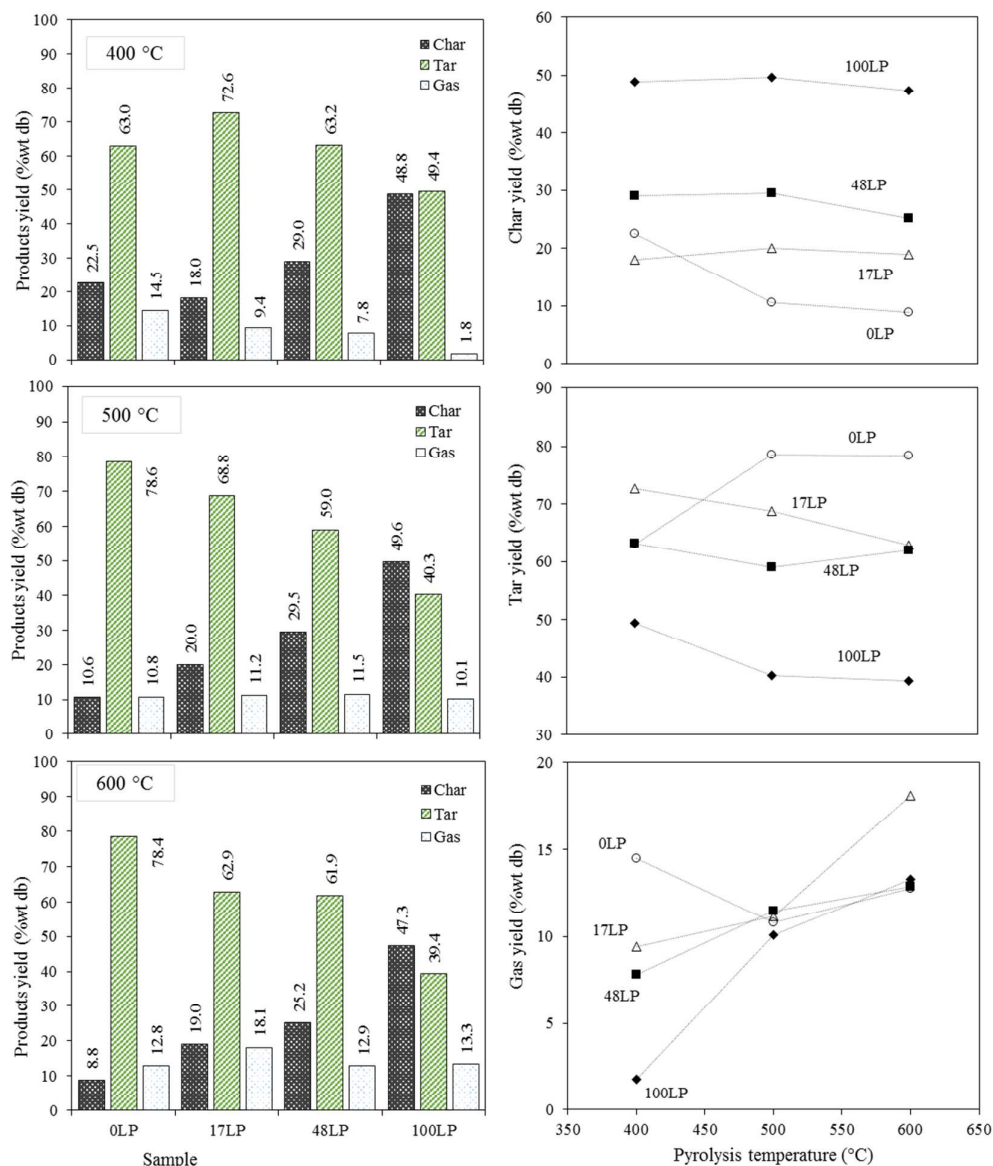 100
90
80
70
60
50
40
30
20
10
0
Products yield (%wt db)
400 °C
Char
Tar
Gas
22.5
63.0
14.5
18.0
72.6
9.4
29.0
63.2
7.8
48.8
49.4
1.8
60
50
40
30
20
10
0
Char yield (%wt db)
100LP
48LP
17LP
0LP
100
90
80
70
60
50
40
30
20
10
0
Products yield (%wt db)
500 °C
Char
Tar
Gas
10.6
78.6
10.8
20.0
68.8
11.2
29.5
59.0
11.5
49.6
40.3
10.1
90
80
70
60
50
40
30
Tar yield (%wt db)
0LP
17LP
48LP
100LP
100
90
80
70
60
50
40
30
20
10
0
Products yield (%wt db)
600 °C
Char
Tar
Gas
8.8
78.4
12.8
19.0
62.9
18.1
25.2
61.9
12.9
47.3
39.4
13.3
0LP 17LP 48LP 100LP
Sample
20
15
10
5
0
Gas yield (%wt db)
0LP
17LP
48LP
100LP
350 400 450 500 550 600 650
Pyrolysis temperature (°C)